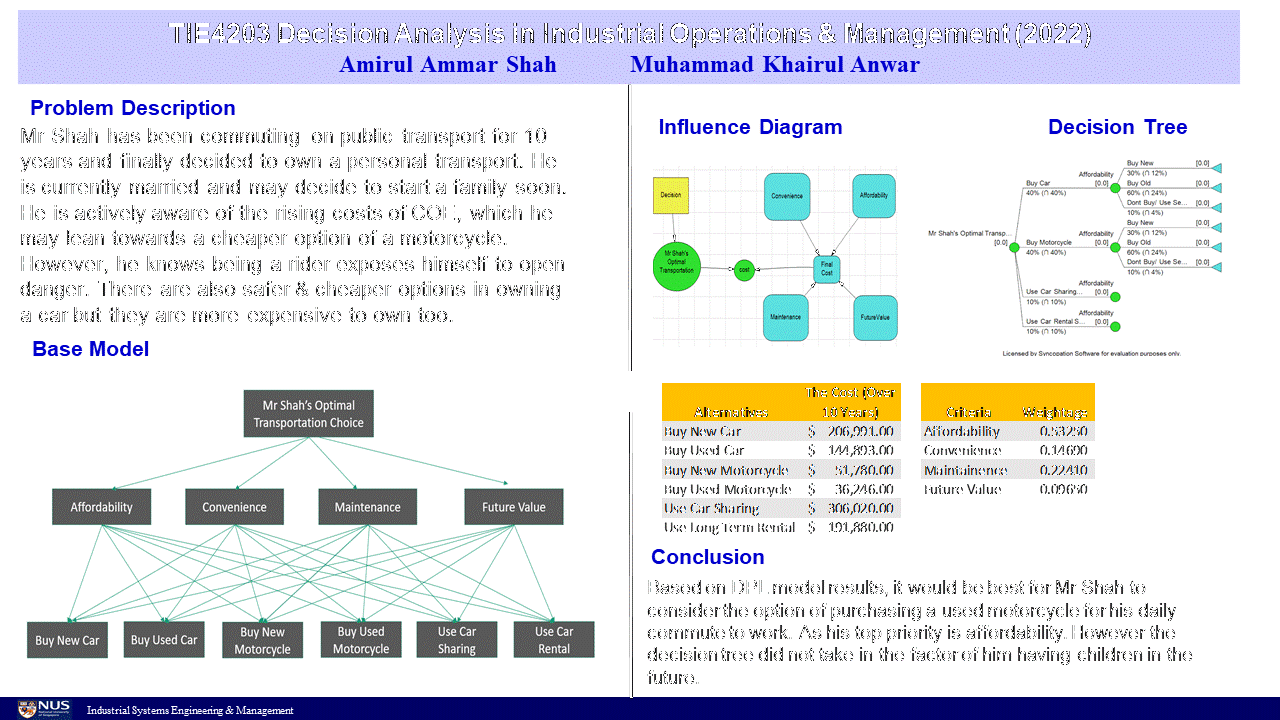 TIE4203 Decision Analysis in Industrial Operations & Management (2022)
Amirul Ammar Shah Muhammad Khairul Anwar
Problem Description
Mr Shah has been commuting on public transport for 10
years and finally decided to own a personal transport. He
is currently married and may decide to start a family soon.
He is actively aware of the rising costs of COE, which he
may lean towards a cheaper option of a motorcycle.
However, he knows being a rider exposes himself to open
danger. There are also safer & cheaper options in owning
a car but they are more expensive to own too.
Base Model
Mr Shah's Optimal
Transportation Choice
Affordability
Convenience
Maintenance
Future Value
Buy New Car
Buy Used Car
Buy New
Motorcycle
Buy Used
Motorcycle
Use Car
Sharing
Use Car
Rental
Influence Diagram
Decision
Convenience
Affordability
Mr Shah's
Optimal
Transportation
cost
Final
Cost
Maintenance
FutureValue
Decision Tree
Mr Shah's Optimal Transp...
[0.0]
Buy Car
40% (∩ 40%)
Affordability
[0.0]
Buy New [0.0]
30% (∩ 12%)
Buy Old [0.0]
60% (∩ 24%)
Dont Buy/ Use Se... [0.0]
10% (∩ 4%)
Buy Motorcycle
40% (∩ 40%)
Affordability
[0.0]
Buy New [0.0]
30% (∩ 12%)
Buy Old [0.0]
60% (∩ 24%)
Dont Buy/ Use Se... [0.0]
10% (∩ 4%)
Affordability
Use Car Sharing... [0.0]
10% (∩ 10%)
Affordability
Use Car Rental S... [0.0]
10% (∩ 10%)
Licensed by Syncopation Software for evaluation purposes only.
The Cost (Over
Alternatives 10 Years)
Buy New Car $ 206,991.00
Buy Used Car $ 144,893.00
Buy New Motorcycle $ 51,780.00
Buy Used Motorcycle $ 36,246.00
Use Car Sharing $ 306,020.00
Use Long Term Rental $ 191,880.00
Criteria Weightage
Affordability 0.53250
Convenience 0.14690
Maintainence 0.22410
Future Value 0.09650
Conclusion
Based on DPL model results, it would be best for Mr Shah to
consider the option of purchasing a used motorcycle for his daily
commute to work. As his top priority is affordability. However the
decision tree did not take in the factor of him having children in the
future.
NUS
National University
of Singapore
Industrial Systems Engineering & Management